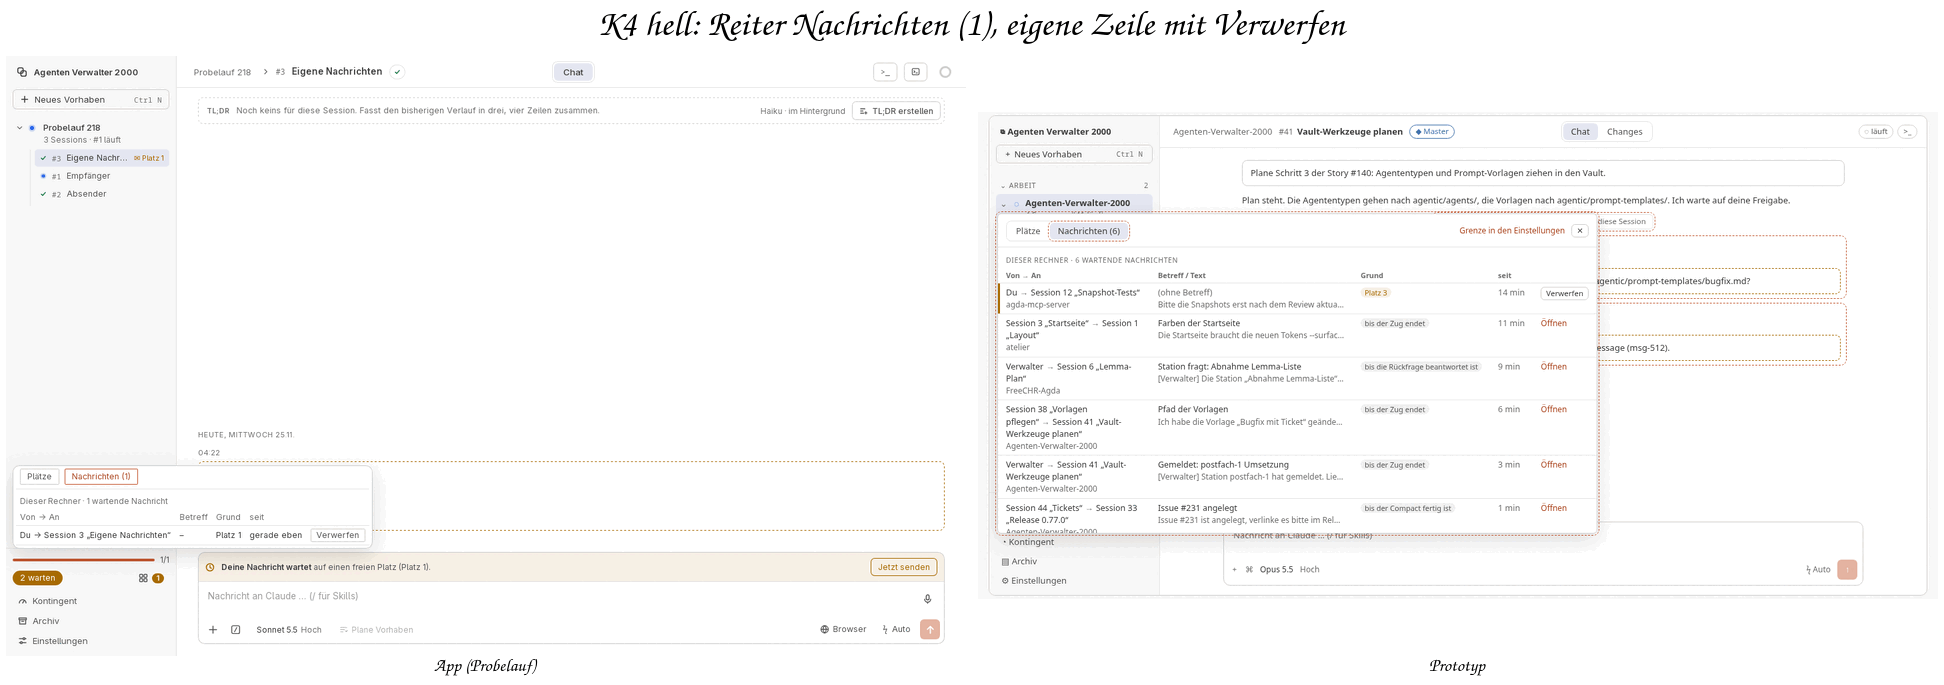 K4 hell: Reiter Nachrichten (1), eigene Zeile mit Verwerfen
Agenten Verwalter 2000
Neues Vorhaben Ctrl N
Probelauf 218
3 Sessions · #1 läuft
#3 Eigene Nachr... Platz 1
#1 Empfänger
#2 Absender
Probelauf 218 > #3 Eigene Nachrichten
Chat
TL;DR Noch keins für diese Session. Fasst den bisherigen Verlauf in drei, vier Zeilen zusammen.
Haiku · im Hintergrund TL;DR erstellen
HEUTE, MITTWOCH 25.11.
04:22
Plätze Nachrichten (1)
Dieser Rechner · 1 wartende Nachricht
Von → An Betreff Grund seit
Du → Session 3 „Eigene Nachrichten“ – Platz 1 gerade eben Verwerfen
1/1
2 warten 1
Kontingent
Archiv
Einstellungen
Deine Nachricht wartet auf einen freien Platz (Platz 1). Jetzt senden
Nachricht an Claude ... (/ für Skills)
Sonnet 5.5 Hoch Plane Vorhaben Browser Auto
App (Probelauf)
Agenten Verwalter 2000
+ Neues Vorhaben Ctrl N
ARBEIT 2
Agenten-Verwalter-2000
Agenten-Verwalter-2000 #41 Vault-Werkzeuge planen ◆ Master
Chat Changes
läuft >_
Plane Schritt 3 der Story #140: Agententypen und Prompt-Vorlagen ziehen in den Vault.
Plan steht. Die Agententypen gehen nach agentic/agents/, die Vorlagen nach agentic/prompt-templates/. Ich warte auf deine Freigabe.
diese Session
agentic/prompt-templates/bugfix.md?
essage (msg-512).
Plätze Nachrichten (6) Grenze in den Einstellungen ×
DIESER RECHNER · 6 WARTENDE NACHRICHTEN
Von → An Betreff / Text Grund seit
Du → Session 12 „Snapshot-Tests“ (ohne Betreff) Platz 3 14 min Verwerfen
agda-mcp-server Bitte die Snapshots erst nach dem Review aktua...
Session 3 „Startseite“ → Session 1 Farben der Startseite bis der Zug endet 11 min Öffnen
„Layout“ Die Startseite braucht die neuen Tokens --surfac...
atelier
Verwalter → Session 6 „Lemma- Station fragt: Abnahme Lemma-Liste bis die Rückfrage beantwortet ist 9 min Öffnen
Plan“ [Verwalter] Die Station „Abnahme Lemma-Liste“...
FreeCHR-Agda
Session 38 „Vorlagen Pfad der Vorlagen bis der Zug endet 6 min Öffnen
pflegen“ → Session 41 „Vault- Ich habe die Vorlage „Bugfix mit Ticket“ geände...
Werkzeuge planen“
Agenten-Verwalter-2000
Verwalter → Session 41 „Vault- Gemeldet: postfach-1 Umsetzung bis der Zug endet 3 min Öffnen
Werkzeuge planen“ [Verwalter] Station postfach-1 hat gemeldet. Lie...
Agenten-Verwalter-2000
Session 44 „Tickets“ → Session 33 Issue #231 angelegt bis der Compact fertig ist 1 min Öffnen
„Release 0.77.0“ Issue #231 ist angelegt, verlinke es bitte im Rel...
Agenten-Verwalter-2000
Kontingent
Archiv
Einstellungen
Nachricht an Claude ... (/ für Skills)
+ ⌘ Opus 5.5 Hoch Auto
Prototyp